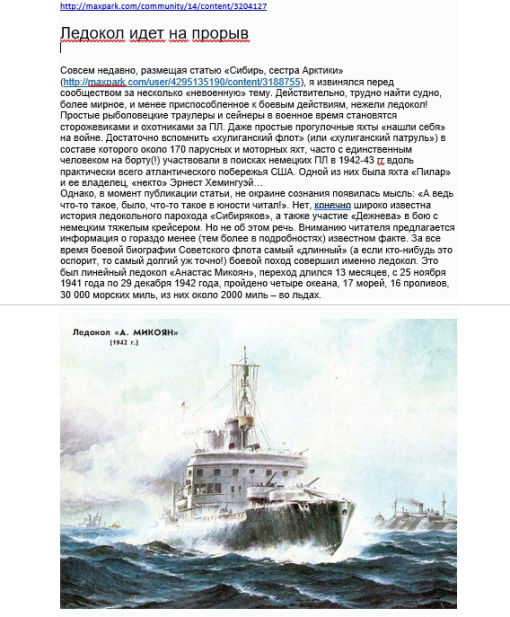 http://maxpark.com/community/14/content/3204127
Ледокол идет на прорыв
Совсем недавно, размещая статью «Сибирь, сестра Арктики»
(http://maxpark.com/user/4295135190/content/3188755), я извинялся перед
сообществом за несколько «невоенную» тему. Действительно, трудно найти судно,
более мирное, и менее приспособленное к боевым действиям, нежели ледокол!
Простые рыболовецкие траулеры и сейнеры в военное время становятся
сторожевиками и охотниками за ПЛ. Даже простые прогулочные яхты «нашли себя»
на войне. Достаточно вспомнить «хулиганский флот» (или «хулиганский патруль») в
составе которого около 170 парусных и моторных яхт, часто с единственным
человеком на борту(!) участвовали в поисках немецких ПЛ в 1942-43 гг вдоль
практически всего атлантического побережья США. Одной из них была яхта «Пилар»
и ее владелец, «некто» Эрнест Хемингуэй…
Однако, в момент публикации статьи, не окраине сознания появилась мысль: «А ведь
что-то такое, было, что-то такое в юности читал!». Нет, конечно широко известна
история ледокольного парохода «Сибиряков», а также участие «Дежнева» в бою с
немецким тяжелым крейсером. Но не об этом речь. Вниманию читателя предлагается
информация о гораздо менее (тем более в подробностях) известном факте. За все
время боевой биографии Советского флота самый «длинный» (а если кто-нибудь это
оспорит, то самый долгий уж точно!) боевой поход совершил именно ледокол. Это
был линейный ледокол «Анастас Микоян», переход длился 13 месяцев, с 25 ноября
1941 года по 29 декабря 1942 года, пройдено четыре океана, 17 морей, 16 проливов,
30 000 морских миль, из них около 2000 миль – во льдах.
Ледокол «А. МИКОЯН»
(1942 г.)